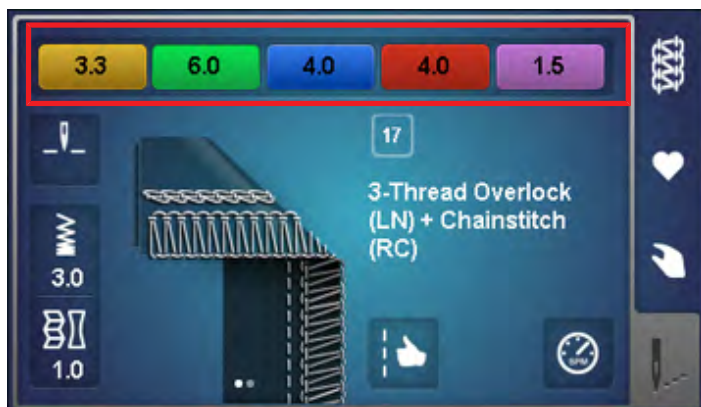 3.3 6.0 4.0 4.0 1.5
17
3-Thread Overlock
(LN) + Chainstitch
(RC)
3.0
1.0
SPM